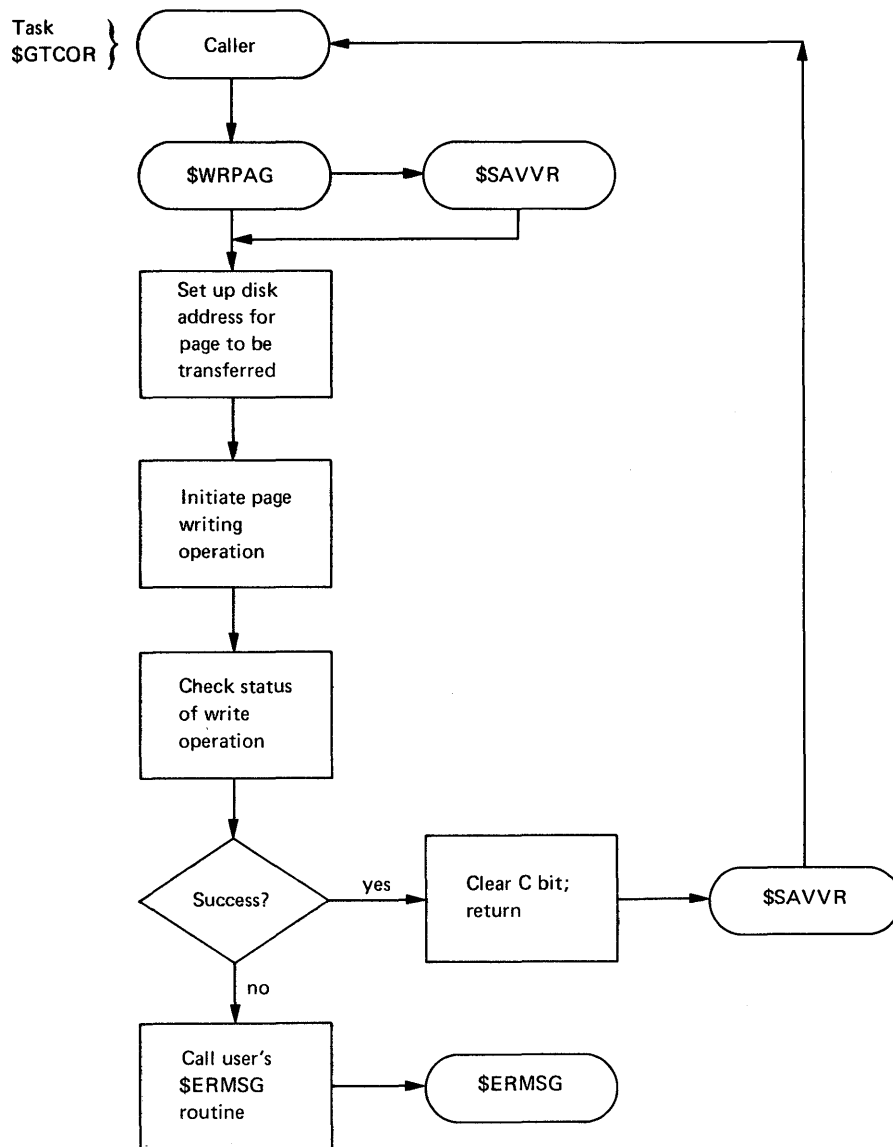 Task
$GTCOR
Caller
$WRPAG
$SAVVR
Set up disk
address for
page to be
transferred
Initiate page
writing
operation
Check status
of write
operation
Success?
yes
Clear C bit;
return
$SAVVR
no
Call user's
$ERMSG
routine
$ERMSG